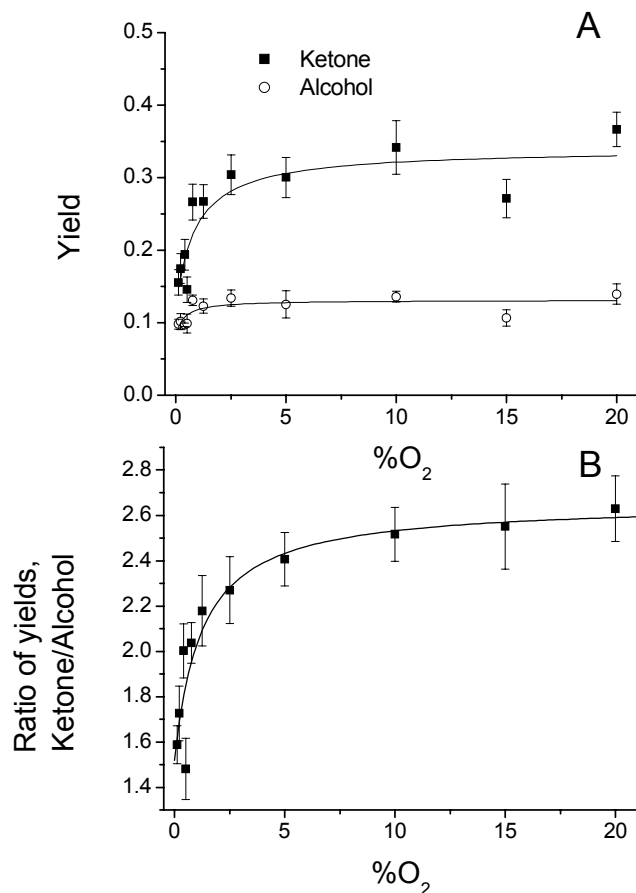 A
Ketone
Alcohol
0.5
0.4
0.3
0.2
0.1
0.0
Yield
0 5 10 15 20
%O2
B
2.8
2.6
2.4
2.2
2.0
1.8
1.6
1.4
Ratio of yields,
Ketone/Alcohol
0 5 10 15 20
%O2